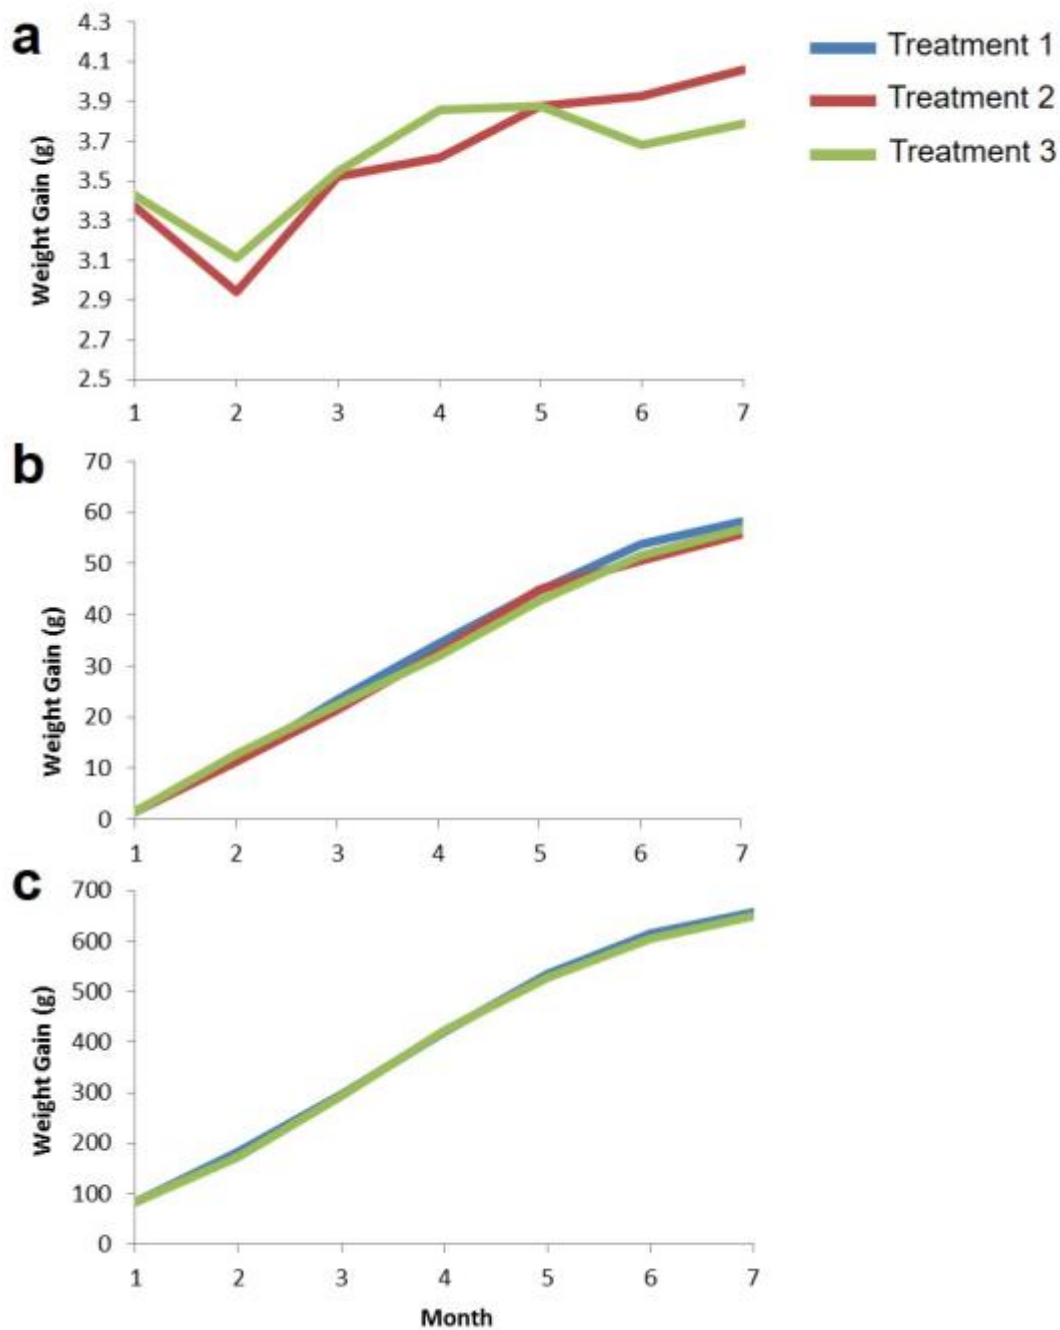 a
Weight Gain (g)
4.3
4.1
3.9
3.7
3.5
3.3
3.1
2.9
2.7
2.5
1 2 3 4 5 6 7
Treatment 1
Treatment 2
Treatment 3
b
Weight Gain (g)
70
60
50
40
30
20
10
0
1 2 3 4 5 6 7
c
Weight Gain (g)
700
600
500
400
300
200
100
0
1 2 3 4 5 6 7
Month